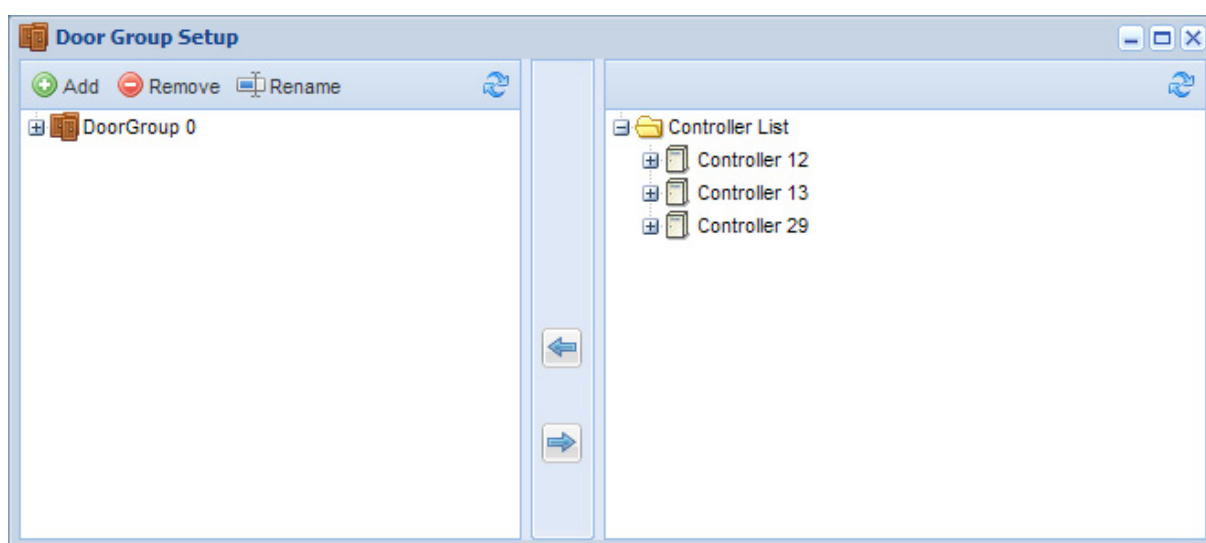 Door Group Setup
Add Remove Rename
DoorGroup 0
Controller List
Controller 12
Controller 13
Controller 29